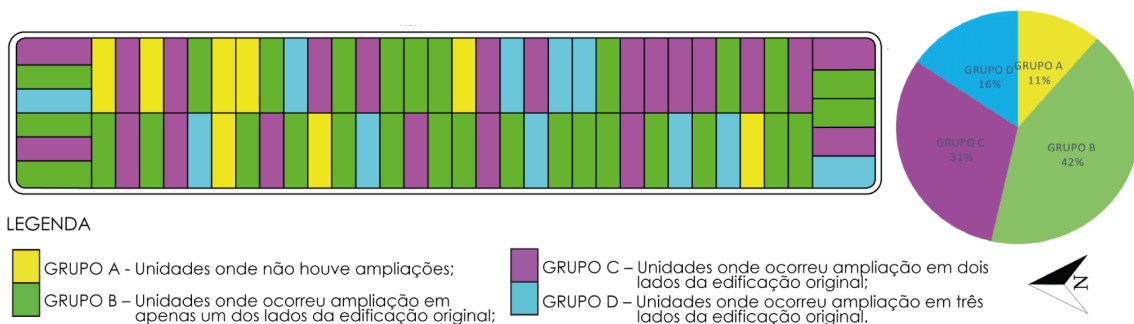 GRUPO D
16%
GRUPO A
11%
GRUPO C
31%
GRUPO B
42%
LEGENDA
GRUPO A - Unidades onde não houve ampliações;
GRUPO B – Unidades onde ocorreu ampliação em
apenas um dos lados da edificação original;
GRUPO C – Unidades onde ocorreu ampliação em dois
lados da edificação original;
GRUPO D – Unidades onde ocorreu ampliação em três
lados da edificação original.
N